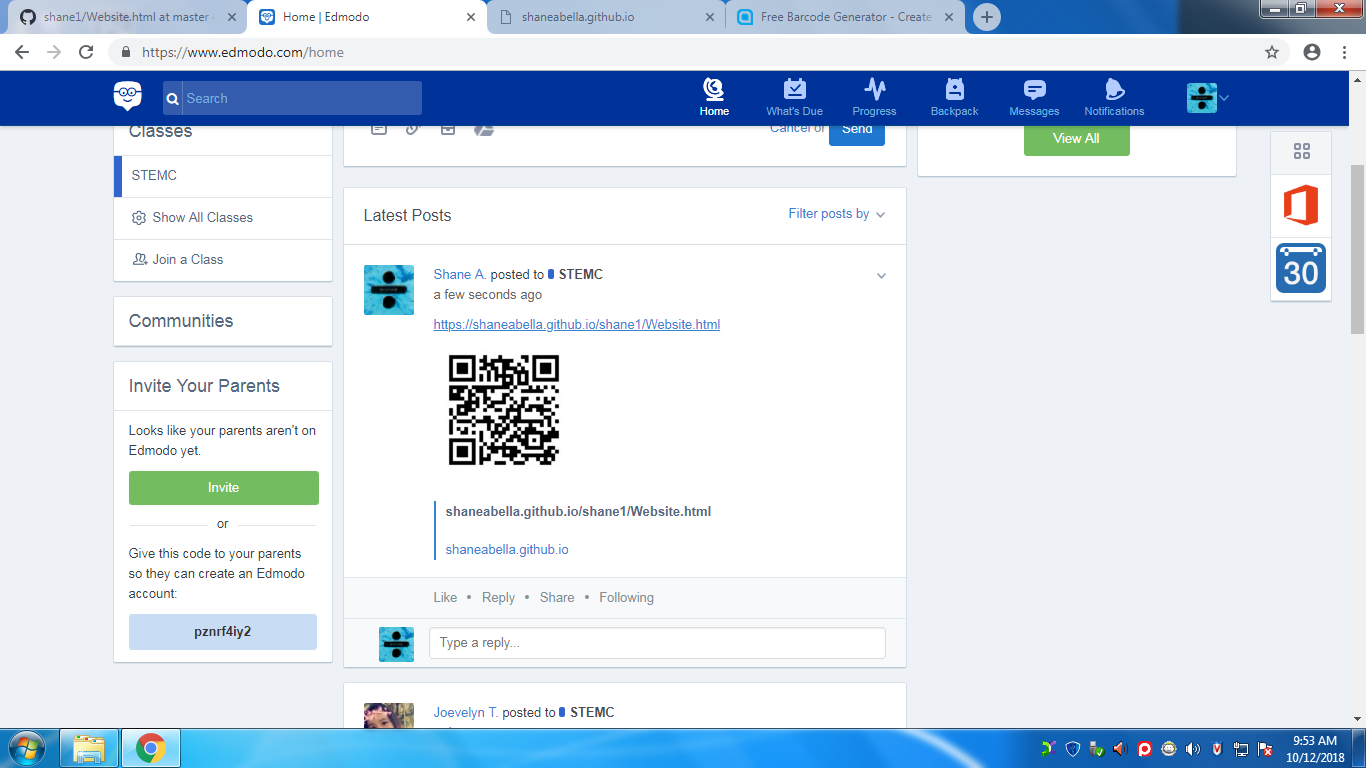 shane1/Website.html at master
Home | Edmodo
shaneabella.github.io
Free Barcode Generator - Create
https://www.edmodo.com/home
Search
Home
What's Due
Progress
Backpack
Messages
Notifications
Classes
STEMC
Show All Classes
Join a Class
Communities
Invite Your Parents
Looks like your parents aren't on
Edmodo yet.
Invite
or
Give this code to your parents
so they can create an Edmodo
account:
pznrf4iy2
Cancel or
Send
Latest Posts
Filter posts by
Shane A. posted to STEMC
a few seconds ago
https://shaneabella.github.io/shane1/Website.html
shaneabella.github.io/shane1/Website.html
shaneabella.github.io
Like • Reply • Share • Following
Type a reply...
Joevelyn T. posted to STEMC
View All
30
9:53 AM
10/12/2018